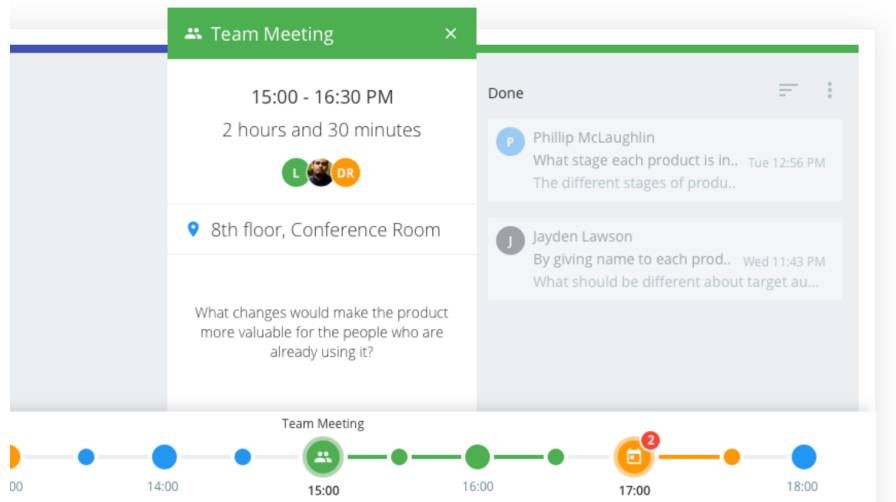 Team Meeting
15:00 - 16:30 PM
2 hours and 30 minutes
L
DR
8th floor, Conference Room
What changes would make the product
more valuable for the people who are
already using it?
Done
P
Phillip McLaughlin
What stage each product is in.. Tue 12:56 PM
The different stages of produ..
J
Jayden Lawson
By giving name to each prod.. Wed 11:43 PM
What should be different about target au...
Team Meeting
2
00 14:00 15:00 16:00 17:00 18:00